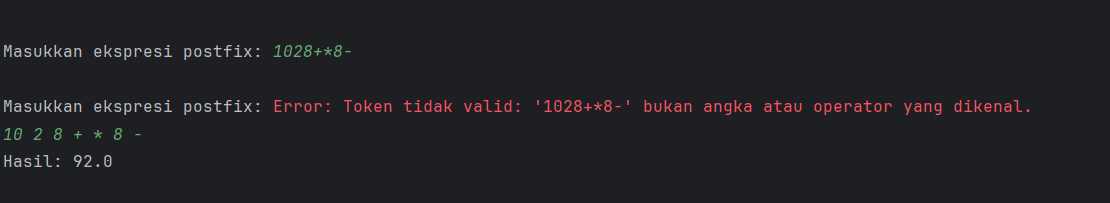 Masukkan ekspresi postfix: 1028+*8-
Masukkan ekspresi postfix: Error: Token tidak valid: '1028+*8-' bukan angka atau operator yang dikenal.
10 2 8 + * 8 -
Hasil: 92.0